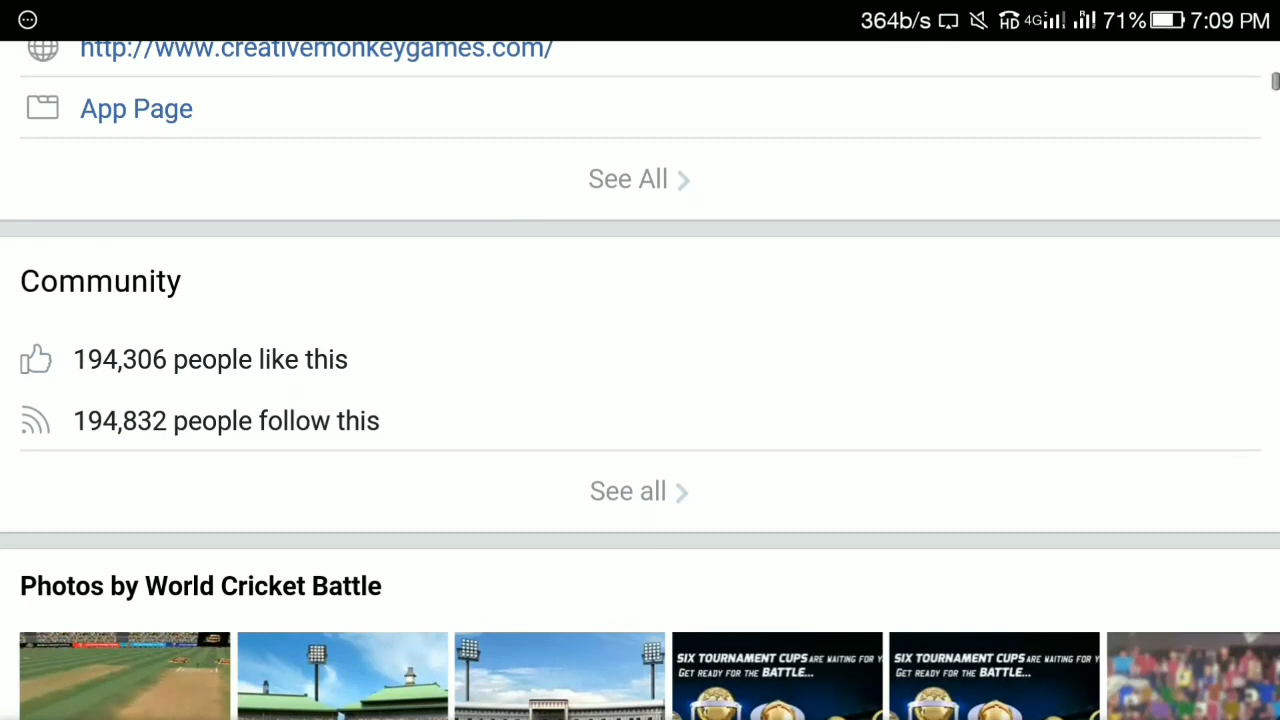 364b/s HD 4G 71% 7:09 PM
http://www.creativemonkeygames.com/
App Page
See All
Community
194,306 people like this
194,832 people follow this
See all
Photos by World Cricket Battle
SIX TOURNAMENT CUPS ARE WAITING FOR Y
GET READY FOR THE BATTLE...
SIX TOURNAMENT CUPS ARE WAITING FOR Y
GET READY FOR THE BATTLE...